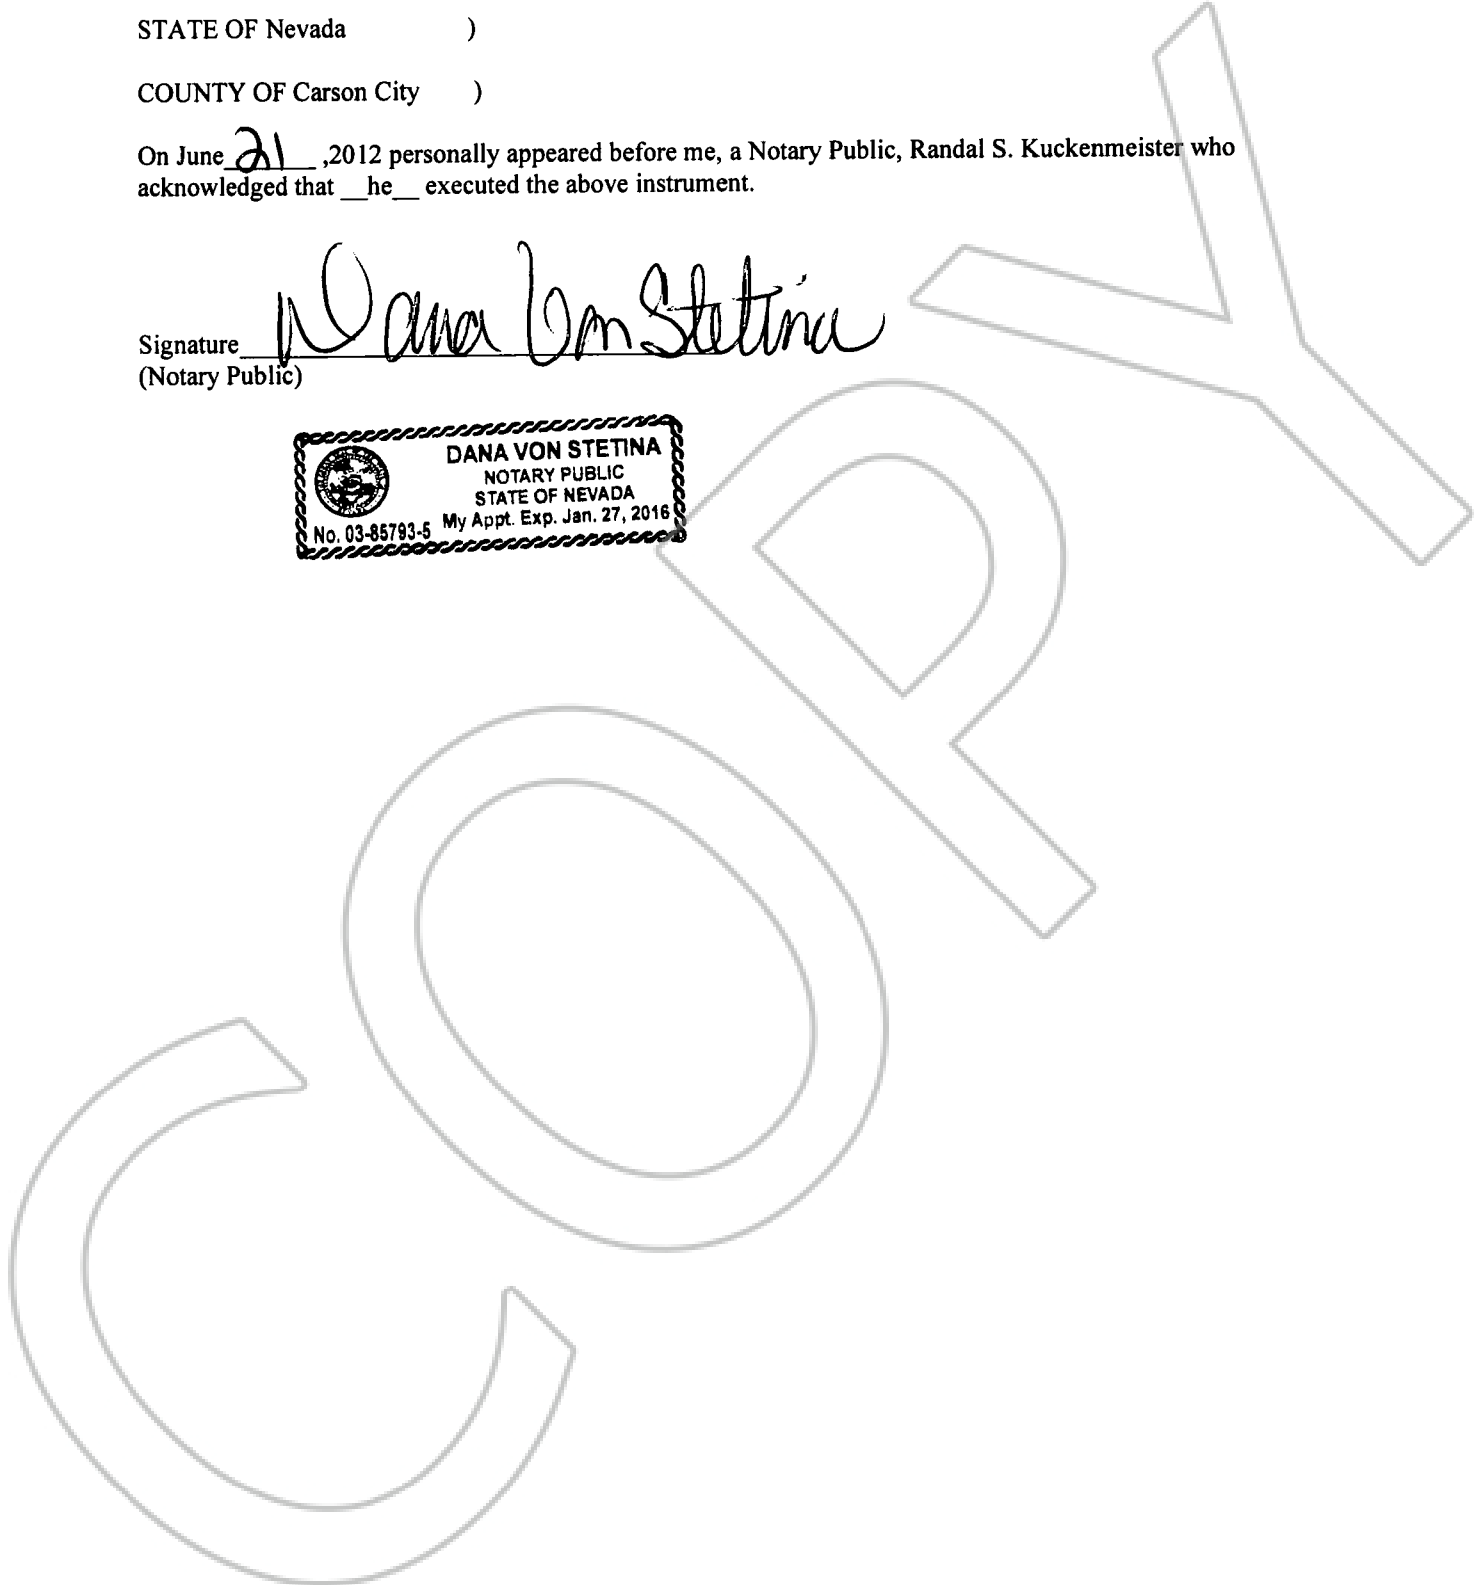 STATE OF Nevada )
COUNTY OF Carson City )
On June 21 ,2012 personally appeared before me, a Notary Public, Randal S. Kuckenmeister who
acknowledged that __he__ executed the above instrument.
Signature Dana Von Stetina
(Notary Public)
DANA VON STETINA
NOTARY PUBLIC
STATE OF NEVADA
No. 03-85793-5 My Appt. Exp. Jan. 27, 2016
COPY